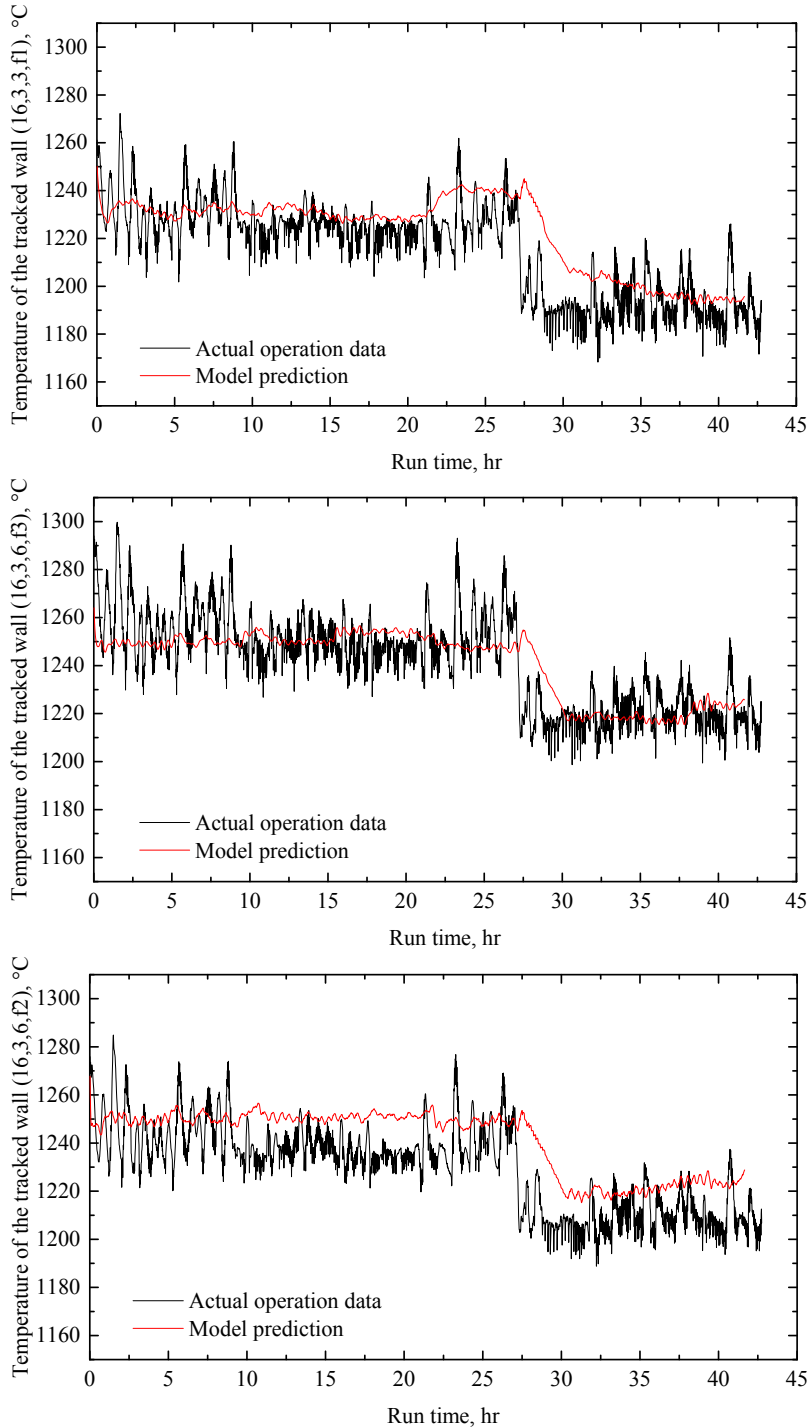 Temperature of the tracked wall (16,3,3,f1), °C
1300
1280
1260
1240
1220
1200
1180
1160
Actual operation data
Model prediction
0 5 10 15 20 25 30 35 40 45
Run time, hr
Temperature of the tracked wall (16,3,6,f3), °C
1300
1280
1260
1240
1220
1200
1180
1160
Actual operation data
Model prediction
0 5 10 15 20 25 30 35 40 45
Run time, hr
Temperature of the tracked wall (16,3,6,f2), °C
1300
1280
1260
1240
1220
1200
1180
1160
Actual operation data
Model prediction
0 5 10 15 20 25 30 35 40 45
Run time, hr